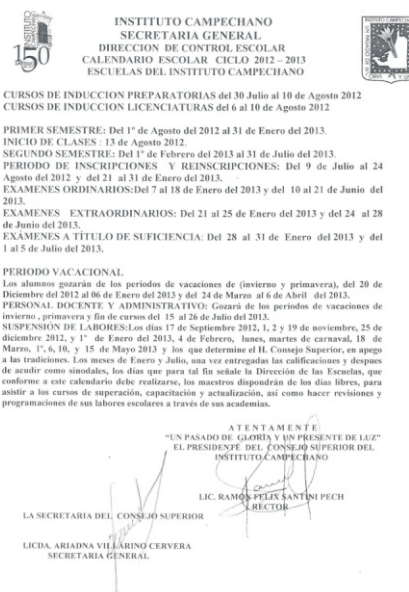 INSTITUTO CAMPECHANO
SECRETARIA GENERAL
DIRECCION DE CONTROL ESCOLAR
CALENDARIO ESCOLAR CICLO 2012 – 2013
ESCUELAS DEL INSTITUTO CAMPECHANO
150
CURSOS DE INDUCCION PREPARATORIAS del 30 Julio al 10 de Agosto 2012
CURSOS DE INDUCCION LICENCIATURAS del 6 al 10 de Agosto 2012
PRIMER SEMESTRE: Del 1º de Agosto del 2012 al 31 de Enero del 2013.
INICIO DE CLASES : 13 de Agosto 2012.
SEGUNDO SEMESTRE: Del 1º de Febrero del 2013 al 31 de Julio del 2013.
PERIODO DE INSCRIPCIONES Y REINSCRIPCIONES: Del 9 de Julio al 24
Agosto del 2012 y del 21 al 31 de Enero del 2013.
EXAMENES ORDINARIOS:Del 7 al 18 de Enero del 2013 y del 10 al 21 de Junio del
2013.
EXAMENES EXTRAORDINARIOS: Del 21 al 25 de Enero del 2013 y del 24 al 28
de Junio del 2013.
EXÁMENES A TÍTULO DE SUFICIENCIA: Del 28 al 31 de Enero del 2013 y del
1 al 5 de Julio del 2013.
PERIODO VACACIONAL
Los alumnos gozarán de los periodos de vacaciones de (invierno y primavera), del 20 de
Diciembre del 2012 al 06 de Enero del 2013 y del 24 de Marzo al 6 de Abril del 2013.
PERSONAL DOCENTE Y ADMINISTRATIVO: Gozará de los periodos de vacaciones de
invierno , primavera y fin de cursos del 15 al 26 de Julio del 2013.
SUSPENSIÓN DE LABORES:Los días 17 de Septiembre 2012, 1, 2 y 19 de noviembre, 25 de
diciembre 2012, y 1º de Enero del 2013, 4 de Febrero, lunes, martes de carnaval, 18 de
Marzo, 1º, 6, 10, y 15 de Mayo 2013 y los que determine el H. Consejo Superior, en apego
a las tradiciones. Los meses de Enero y Julio, una vez entregadas las calificaciones y despues
de acudir como sinodales, los días que para tal fin señale la Dirección de las Escuelas, que
conforme a este calendario debe realizarse, los maestros dispondrán de los días libres, para
asistir a los cursos de superación, capacitación y actualización, así como hacer revisiones y
programaciones de sus labores escolares a través de sus academias.
A T E N T A M E N T E
"UN PASADO DE GLORIA Y UN PRESENTE DE LUZ"
EL PRESIDENTE DEL CONSEJO SUPERIOR DEL
INSTITUTO CAMPECHANO
LIC. RAMÓN FELIX SANTINI PECH
RECTOR
LA SECRETARIA DEL CONSEJO SUPERIOR
LICDA. ARIADNA VILLARINO CERVERA
SECRETARIA GENERAL